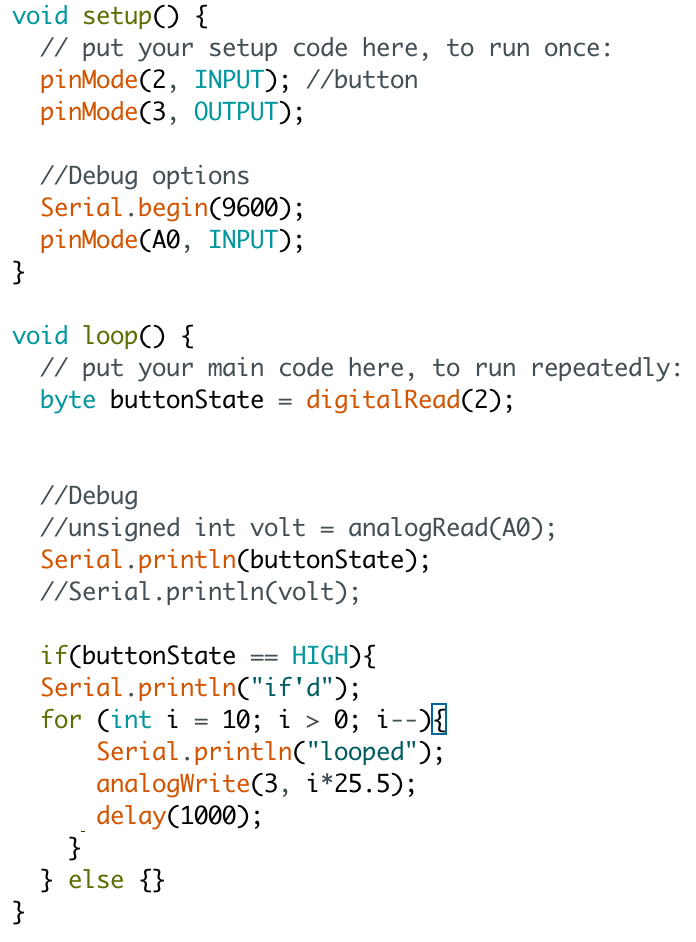 void setup() {
  // put your setup code here, to run once:
  pinMode(2, INPUT); //button
  pinMode(3, OUTPUT);

  //Debug options
  Serial.begin(9600);
  pinMode(A0, INPUT);
}

void loop() {
  // put your main code here, to run repeatedly:
  byte buttonState = digitalRead(2);


  //Debug
  //unsigned int volt = analogRead(A0);
  Serial.println(buttonState);
  //Serial.println(volt);

  if(buttonState == HIGH){
  Serial.println("if'd");
  for (int i = 10; i > 0; i--){
      Serial.println("looped");
      analogWrite(3, i*25.5);
      delay(1000);
    }
  } else {}
}